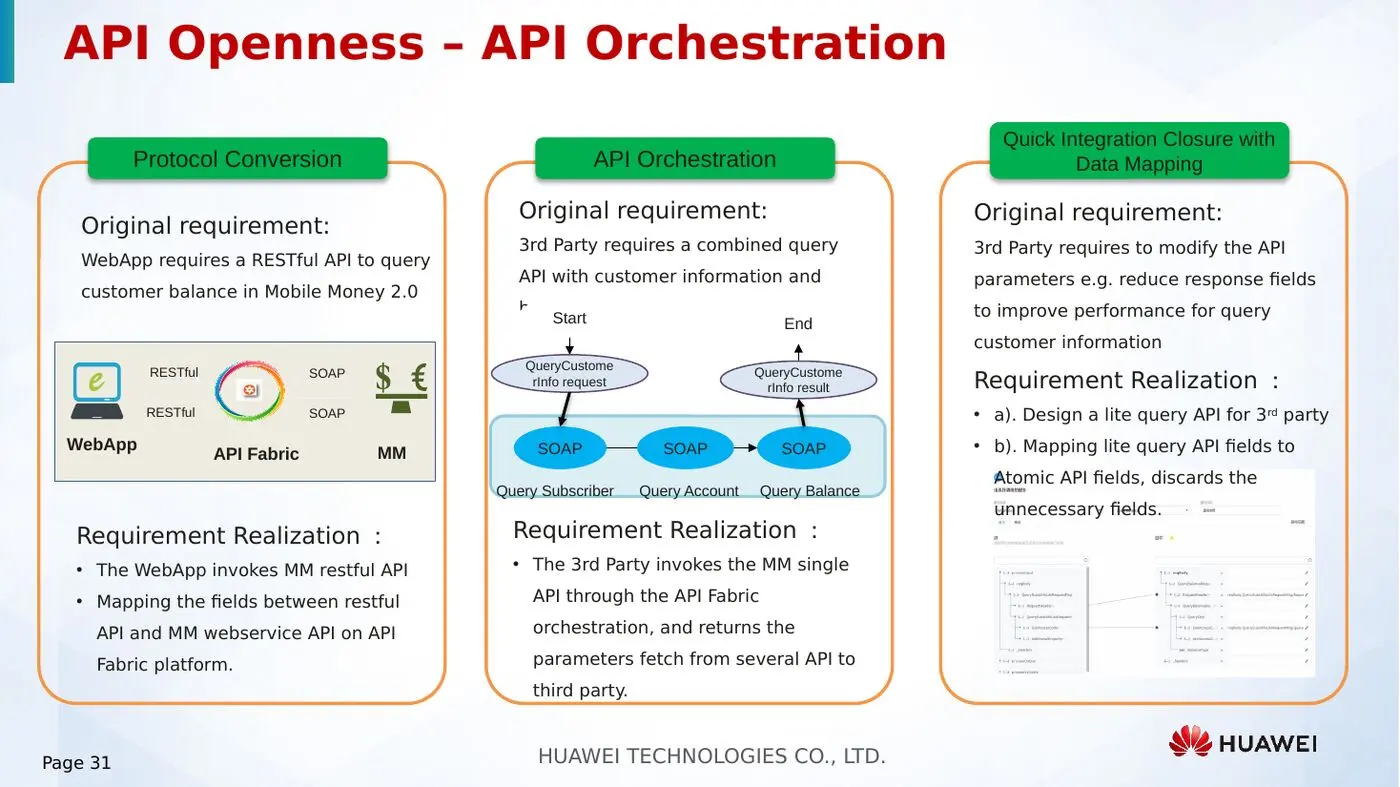 API Openness – API Orchestration
Protocol Conversion
Original requirement:
WebApp requires a RESTful API to query
customer balance in Mobile Money 2.0
RESTful
SOAP
$ €
RESTful
SOAP
WebApp
API Fabric
MM
Requirement Realization :
• The WebApp invokes MM restful API
• Mapping the fields between restful
API and MM webservice API on API
Fabric platform.
API Orchestration
Original requirement:
3rd Party requires a combined query
API with customer information and
Start
End
QueryCustome
rInfo request
QueryCustome
rInfo result
SOAP
SOAP
SOAP
Query Subscriber
Query Account
Query Balance
Requirement Realization :
• The 3rd Party invokes the MM single
API through the API Fabric
orchestration, and returns the
parameters fetch from several API to
third party.
Quick Integration Closure with
Data Mapping
Original requirement:
3rd Party requires to modify the API
parameters e.g. reduce response fields
to improve performance for query
customer information
Requirement Realization :
• a). Design a lite query API for 3rd party
• b). Mapping lite query API fields to
Atomic API fields, discards the
unnecessary fields.
HUAWEI
HUAWEI TECHNOLOGIES CO., LTD.
Page 31